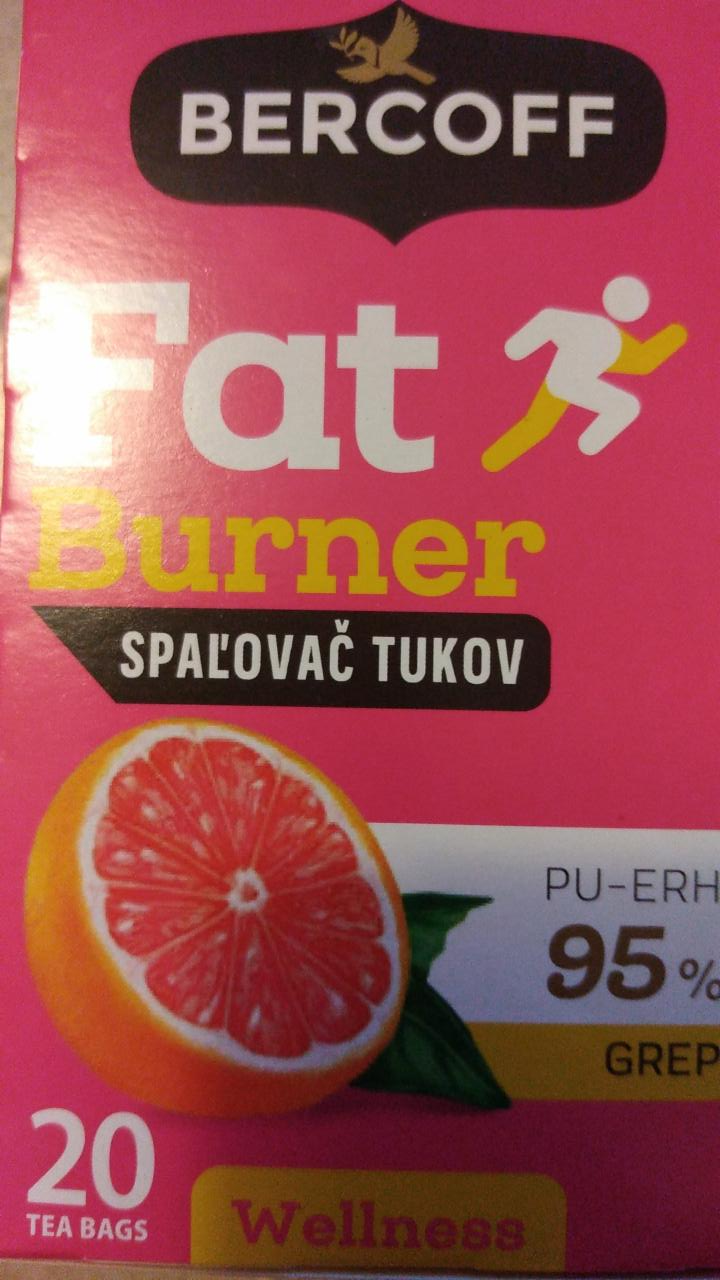 BERCOFF
Fat
Burner
SPAĽOVAČ TUKOV
PU-ERH
95%
GREP
20
TEA BAGS
Wellness